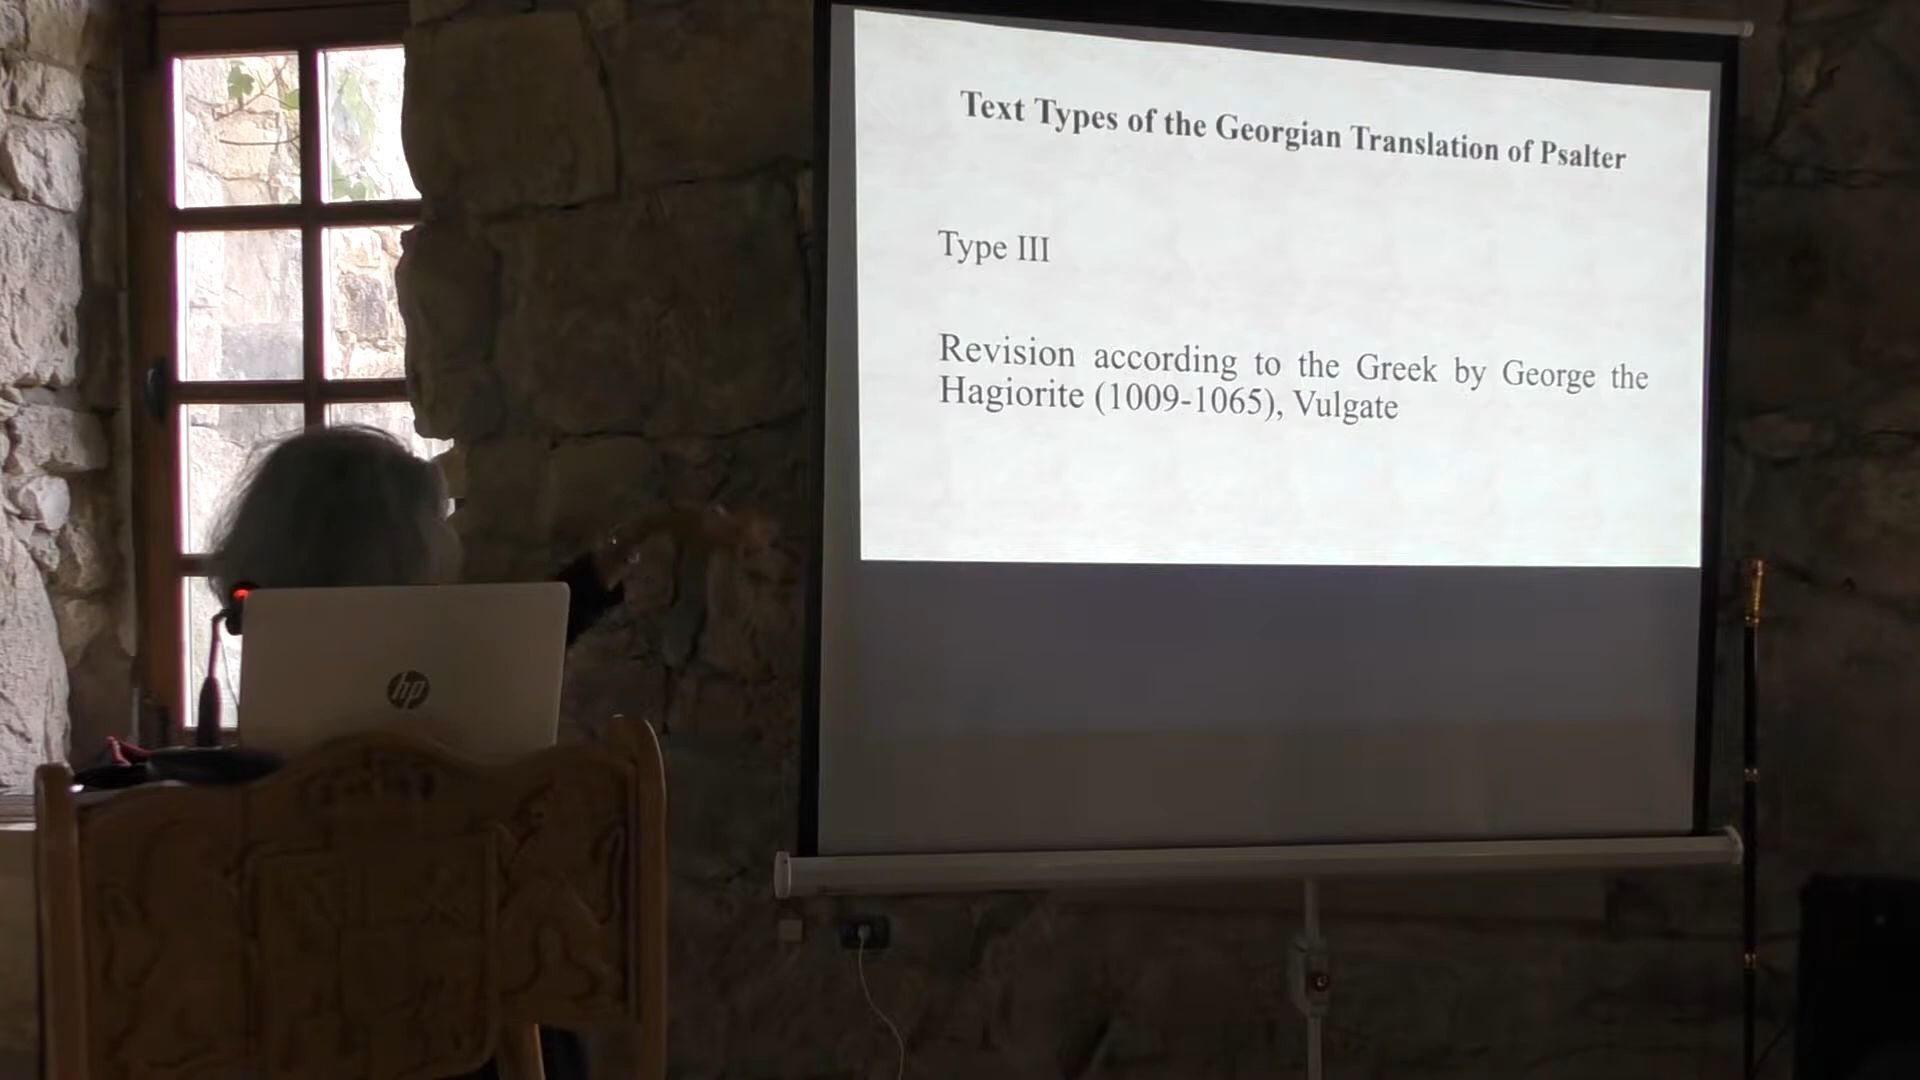 Text Types of the Georgian Translation of Psalter
Type III
Revision according to the Greek by George the
Hagiorite (1009-1065), Vulgate
hp